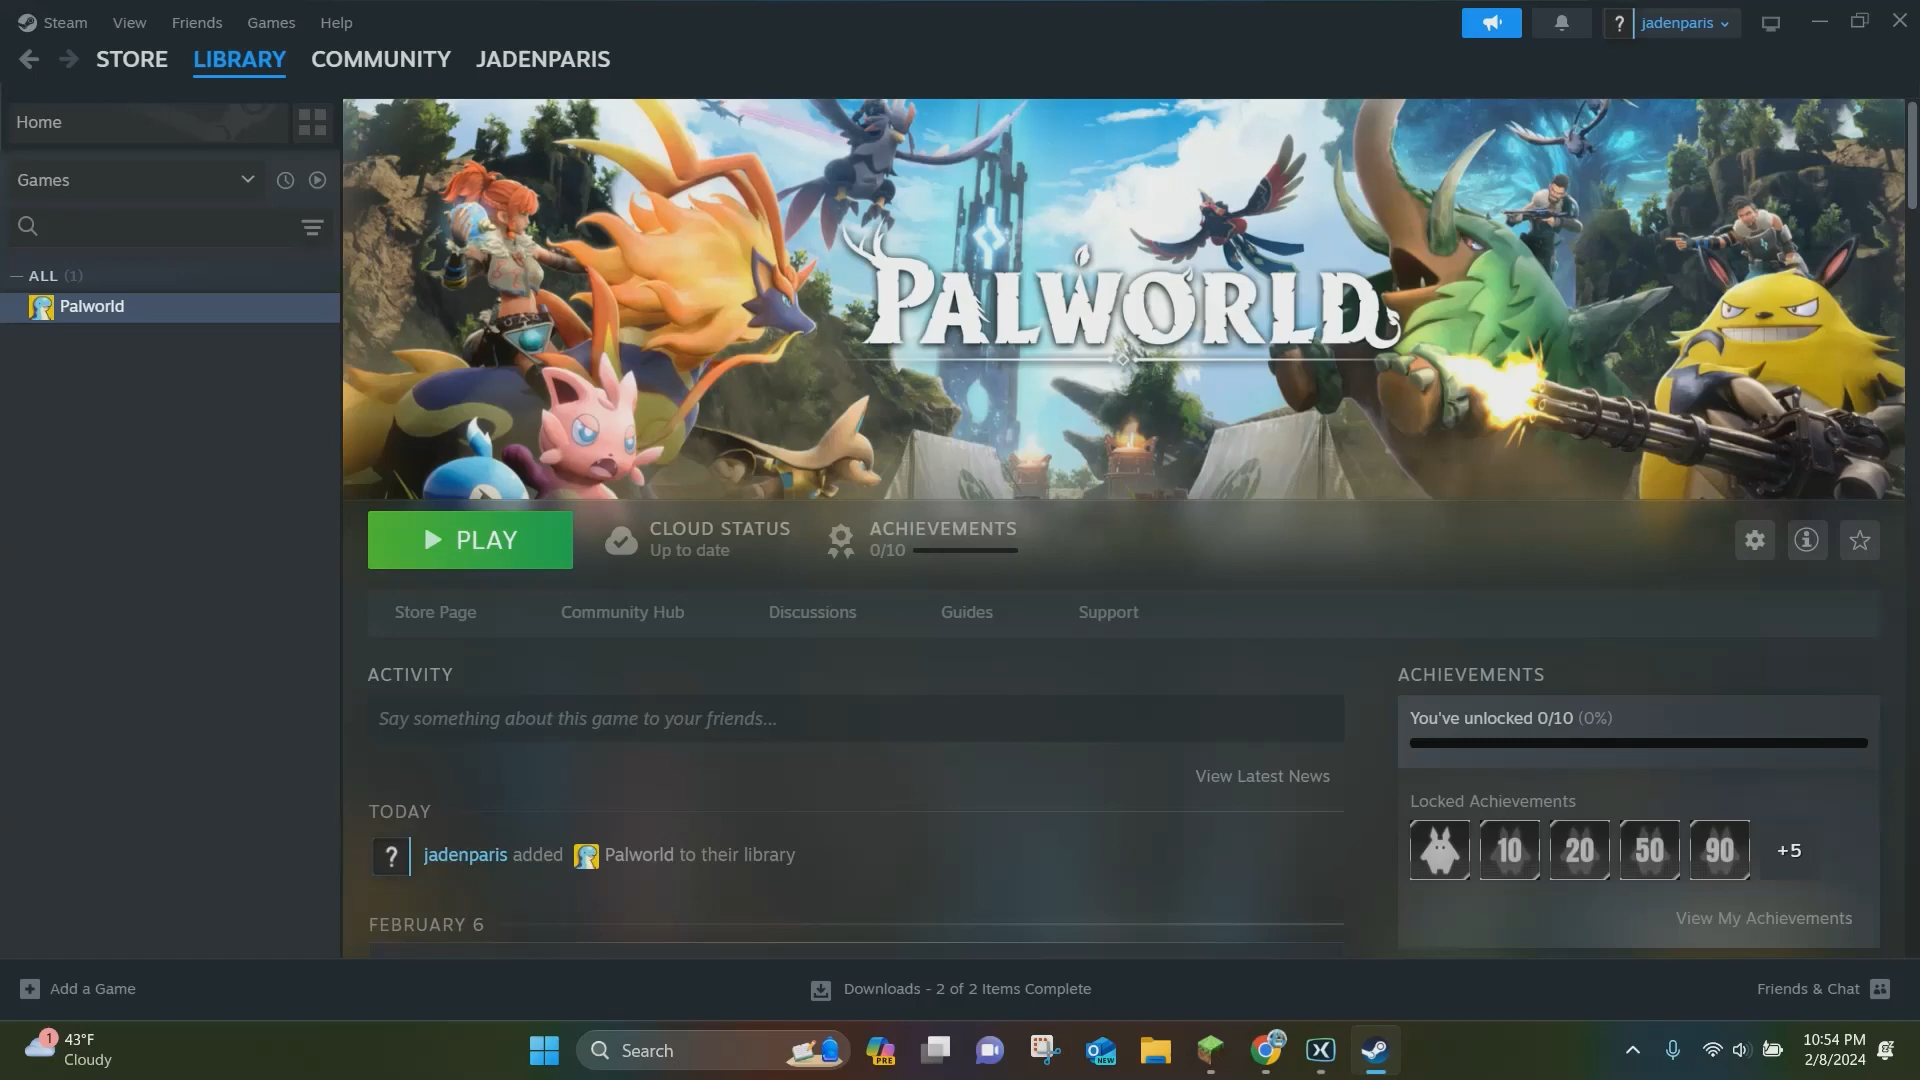 Steam View Friends Games Help
? jadenparis
STORE LIBRARY COMMUNITY JADENPARIS
Home
Games
— ALL (1)
Palworld
PALWORLD
PLAY
CLOUD STATUS
Up to date
ACHIEVEMENTS
0/10
Store Page Community Hub Discussions Guides Support
ACTIVITY
Say something about this game to your friends...
View Latest News
TODAY
? jadenparis added Palworld to their library
FEBRUARY 6
ACHIEVEMENTS
You've unlocked 0/10 (0%)
Locked Achievements
10 20 50 90 +5
View My Achievements
Add a Game
Downloads - 2 of 2 Items Complete
Friends & Chat
1
43°F
Cloudy
Search
PRE
NEW
10:54 PM
2/8/2024